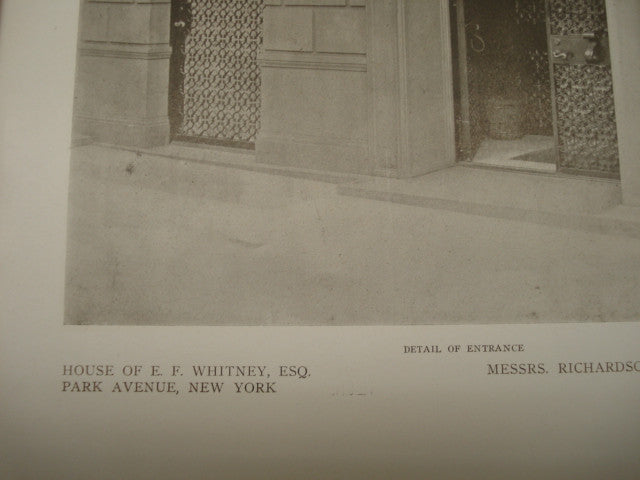 DETAIL OF ENTRANCE
HOUSE OF E. F. WHITNEY, ESQ.
PARK AVENUE, NEW YORK
MESSRS. RICHARDSO